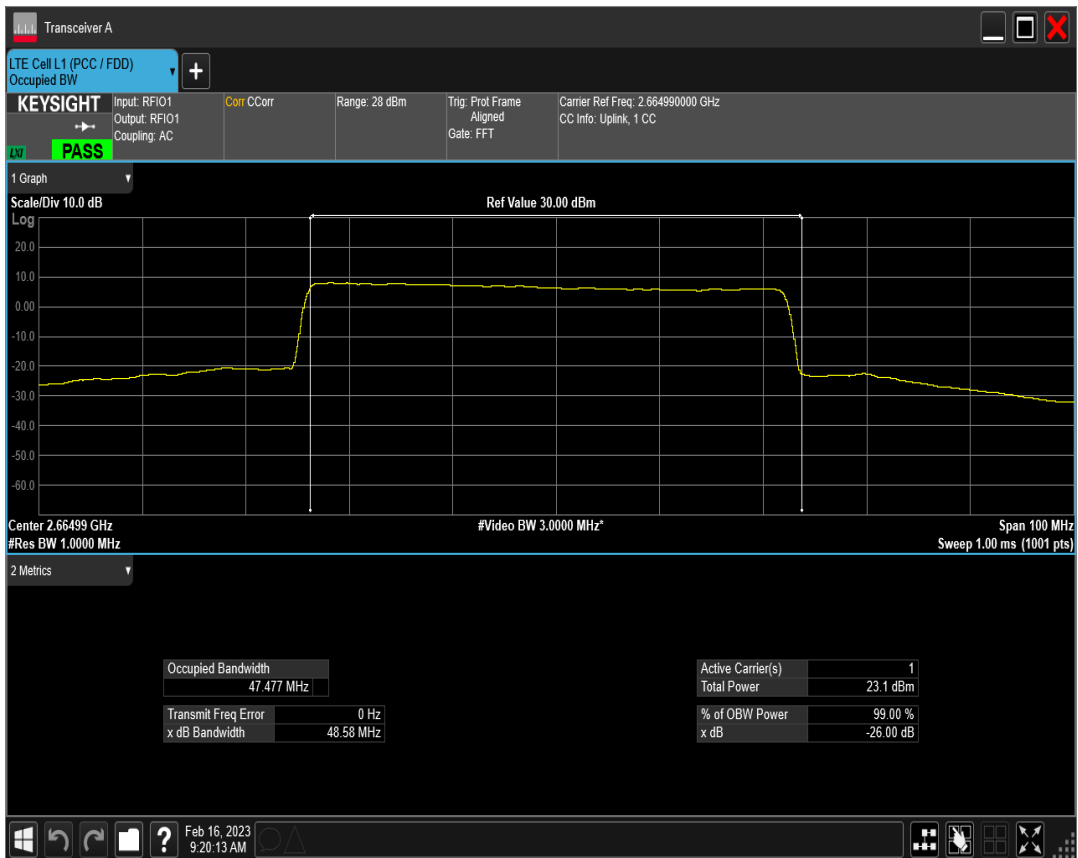 Transceiver A
LTE Cell L1 (PCC / FDD)
Occupied BW
+
KEYSIGHT
LXI
PASS
Input: RFIO1
Output: RFIO1
Coupling: AC
Corr CCorr
Range: 28 dBm
Trig: Prot Frame
Aligned
Gate: FFT
Carrier Ref Freq: 2.664990000 GHz
CC Info: Uplink, 1 CC
1 Graph
Scale/Div 10.0 dB
Ref Value 30.00 dBm
Log
20.0
10.0
0.00
-10.0
-20.0
-30.0
-40.0
-50.0
-60.0
Center 2.66499 GHz
#Video BW 3.0000 MHz*
Span 100 MHz
#Res BW 1.0000 MHz
Sweep 1.00 ms (1001 pts)
2 Metrics
Occupied Bandwidth
47.477 MHz
Transmit Freq Error 0 Hz
x dB Bandwidth 48.58 MHz
Active Carrier(s) 1
Total Power 23.1 dBm
% of OBW Power 99.00 %
x dB -26.00 dB
?
Feb 16, 2023
9:20:13 AM